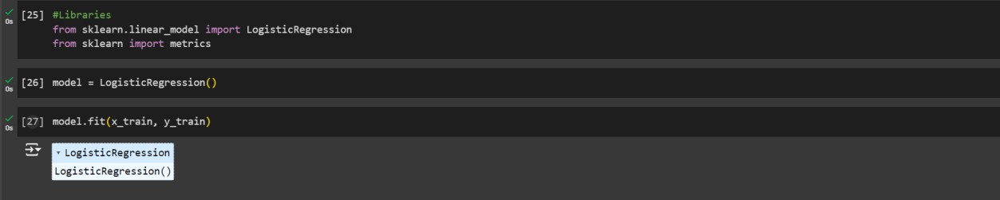 [25] #Libraries
from sklearn.linear_model import LogisticRegression
from sklearn import metrics
0s
[26] model = LogisticRegression()
0s
[27] model.fit(x_train, y_train)
0s
LogisticRegression
LogisticRegression()